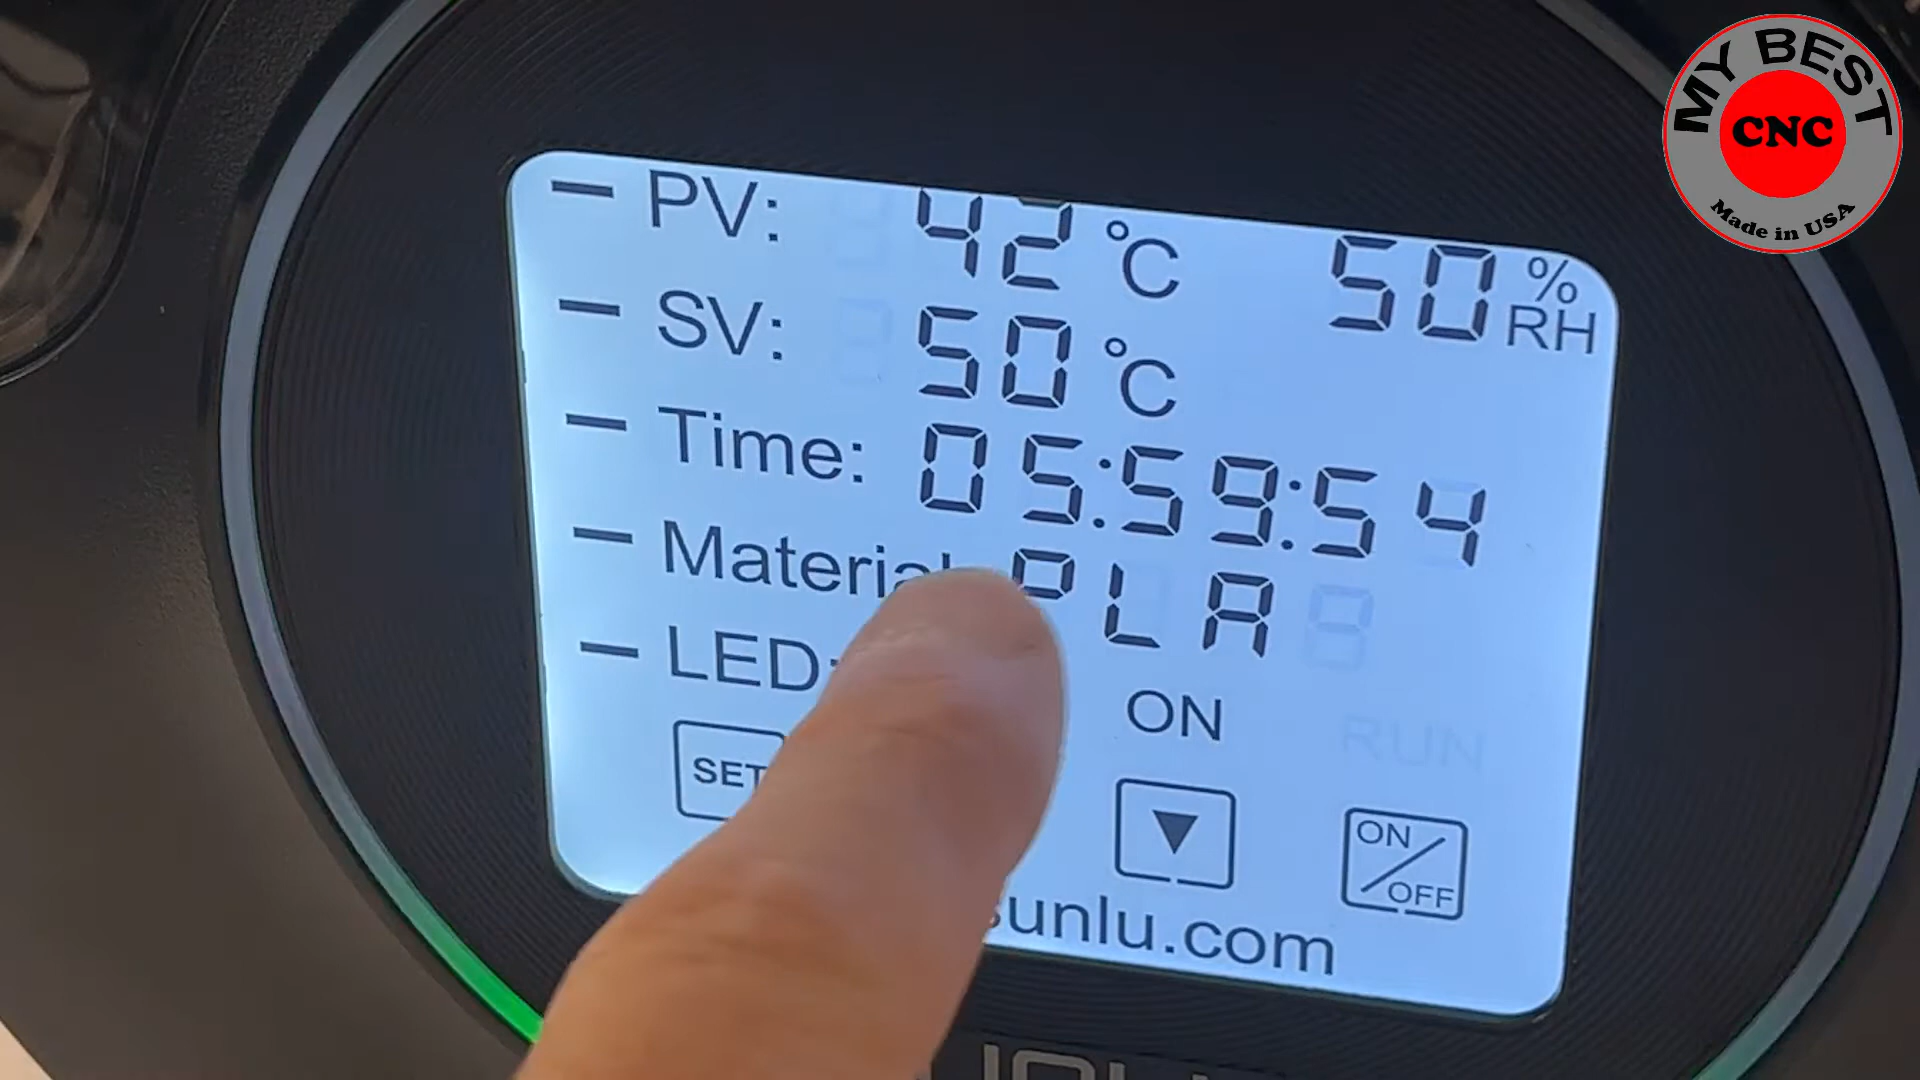 MY BEST
CNC
Made in USA
PV: 42 °C 50 % RH
SV: 50 °C
Time: 05:59:54
Material PLA
LED: ON
RUN
SET ▼ ON/OFF
sunlu.com